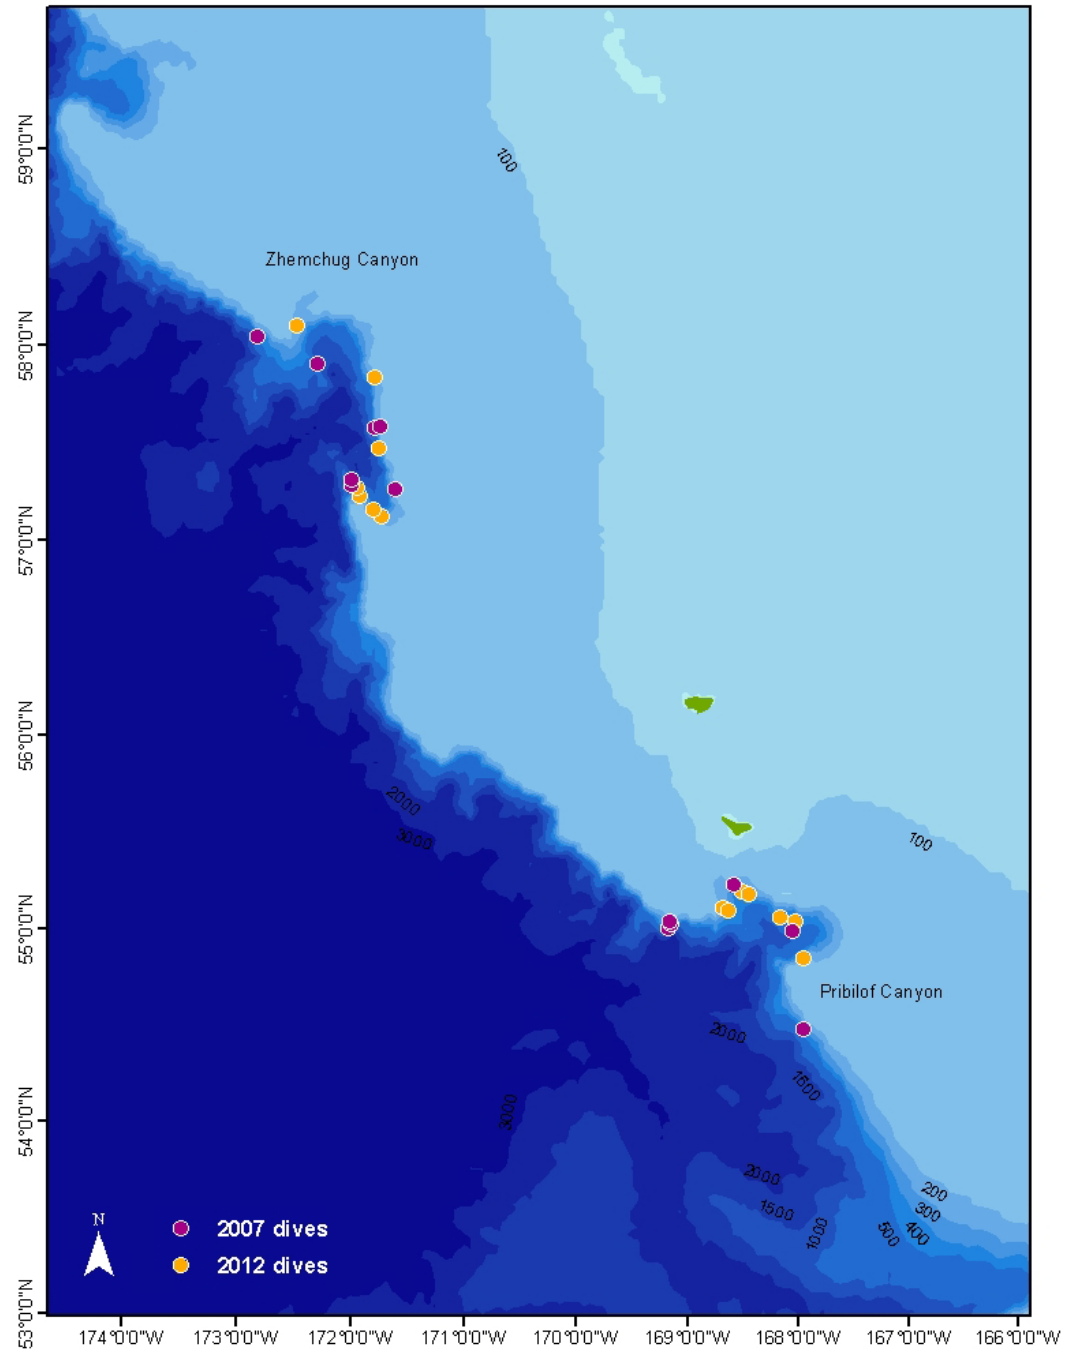 59°0'0"N
100
Zhemchug Canyon
58°0'0"N
57°0'0"N
56°0'0"N
2000
3000
100
55°0'0"N
Pribilof Canyon
2000
1500
3000
54°0'0"N
2000
200
1500
300
1000
500
400
N
2007 dives
2012 dives
53°0'0"N
174°0'0"W
173°0'0"W
172°0'0"W
171°0'0"W
170°0'0"W
169°0'0"W
168°0'0"W
167°0'0"W
166°0'0"W